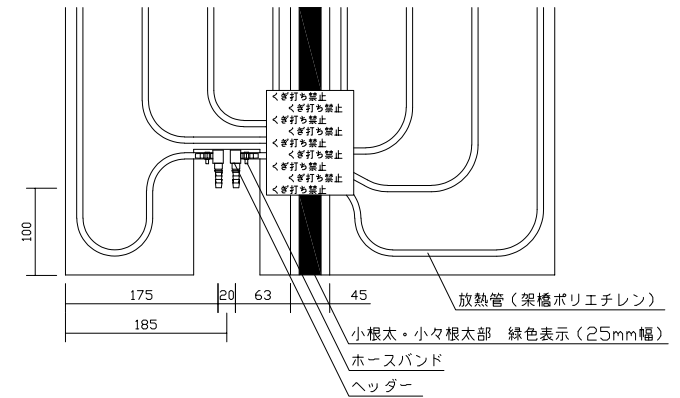 くぎ打ち禁止
くぎ打ち禁止
くぎ打ち禁止
くぎ打ち禁止
くぎ打ち禁止
くぎ打ち禁止
くぎ打ち禁止
くぎ打ち禁止
くぎ打ち禁止
100
175 20 63 45
185
放熱管（架橋ポリエチレン）
小根太・小々根太部 緑色表示（25mm幅）
ホースバンド
ヘッダー